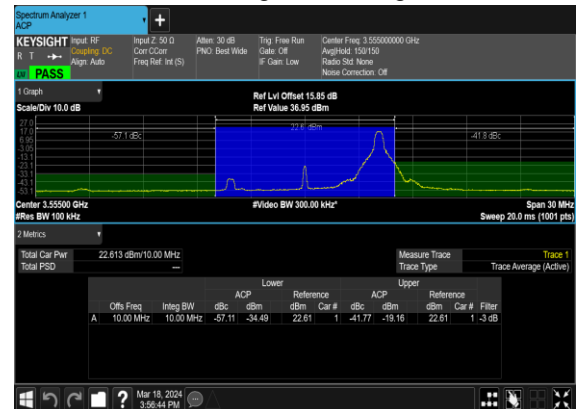 Spectrum Analyzer 1
ACP
KEYSIGHT
R T
LXI PASS
Input: RF
Coupling: DC
Align: Auto
Input Z: 50 Ω
Corr CCorr
Freq Ref: Int (S)
Atten: 30 dB
PNO: Best Wide
Trig: Free Run
Gate: Off
IF Gain: Low
Center Freq: 3.555000000 GHz
Avg|Hold: 150/150
Radio Std: None
Noise Correction: Off
1 Graph
Scale/Div 10.0 dB
Ref Lvl Offset 15.85 dB
Ref Value 36.95 dBm
27.0
17.0
6.95
-3.05
-13.1
-23.1
-33.1
-43.1
-53.1
-57.1 dBc
22.6 dBm
-41.8 dBc
Center 3.55500 GHz
#Res BW 100 kHz
#Video BW 300.00 kHz*
Span 30 MHz
Sweep 20.0 ms (1001 pts)
2 Metrics
Total Car Pwr 22.613 dBm/10.00 MHz
Total PSD ---
Measure Trace Trace 1
Trace Type Trace Average (Active)
Lower Upper
ACP Reference ACP Reference
Offs Freq Integ BW dBc dBm dBm Car # dBc dBm dBm Car # Filter
A 10.00 MHz 10.00 MHz -57.11 -34.49 22.61 1 -41.77 -19.16 22.61 1 -3 dB
?
Mar 18, 2024
3:56:44 PM